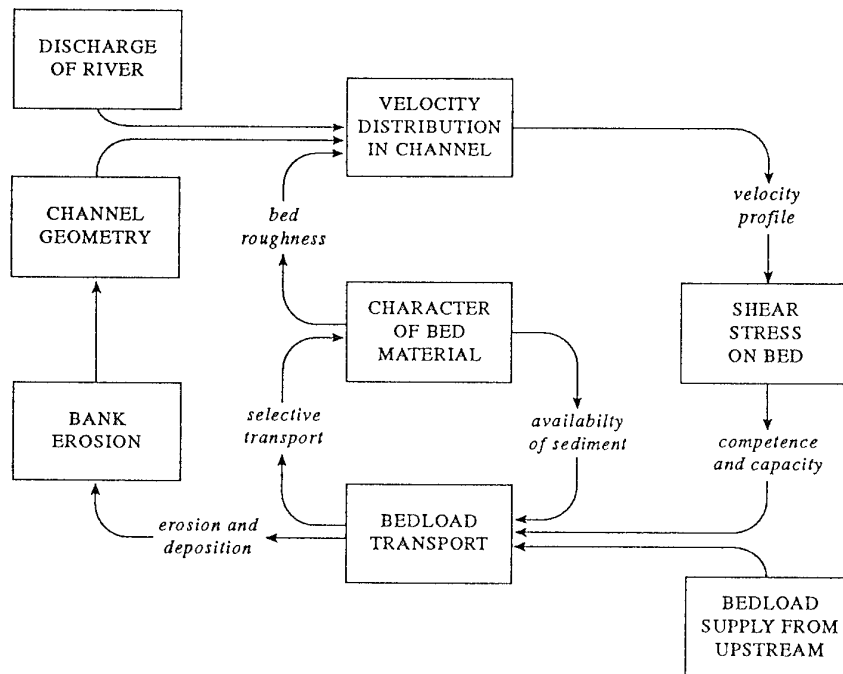 DISCHARGE
OF RIVER
VELOCITY
DISTRIBUTION
IN CHANNEL
CHANNEL
GEOMETRY
bed
roughness
velocity
profile
CHARACTER
OF BED
MATERIAL
SHEAR
STRESS
ON BED
BANK
EROSION
selective
transport
availabilty
of sediment
competence
and capacity
erosion and
deposition
BEDLOAD
TRANSPORT
BEDLOAD
SUPPLY FROM
UPSTREAM